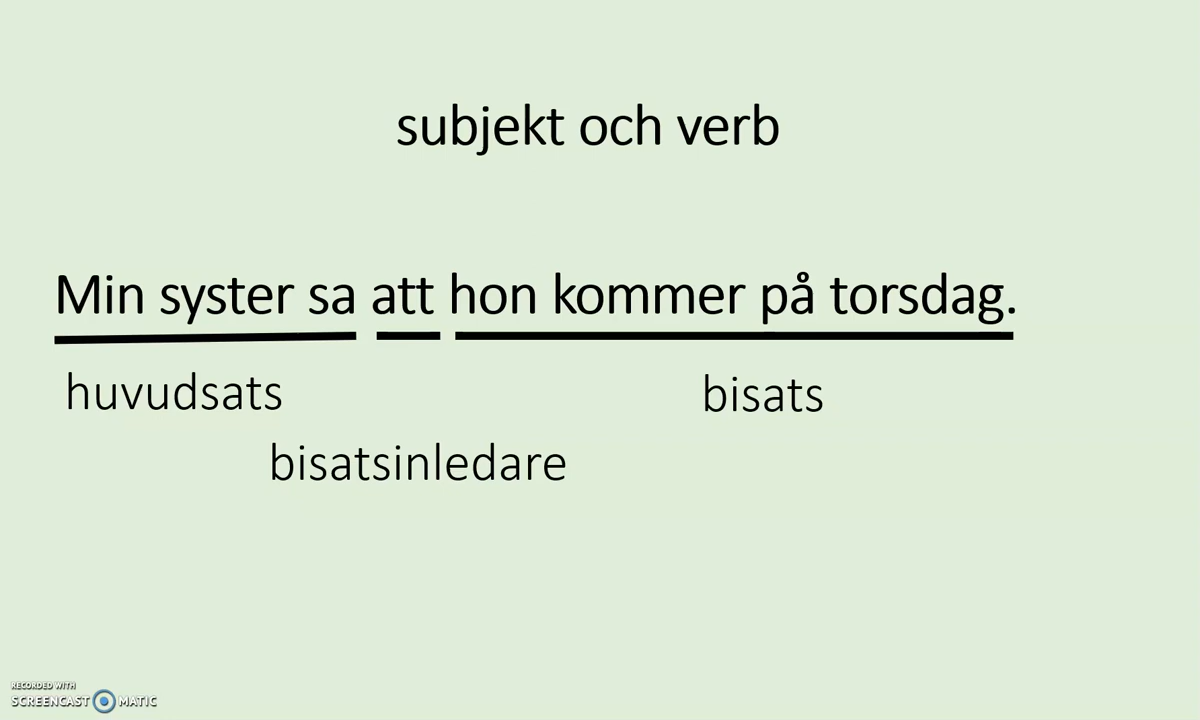 subjekt och verb
Min syster sa att hon kommer på torsdag.
huvudsats
bisats
bisatsinledare
RECORDED WITH
SCREENCAST MATIC